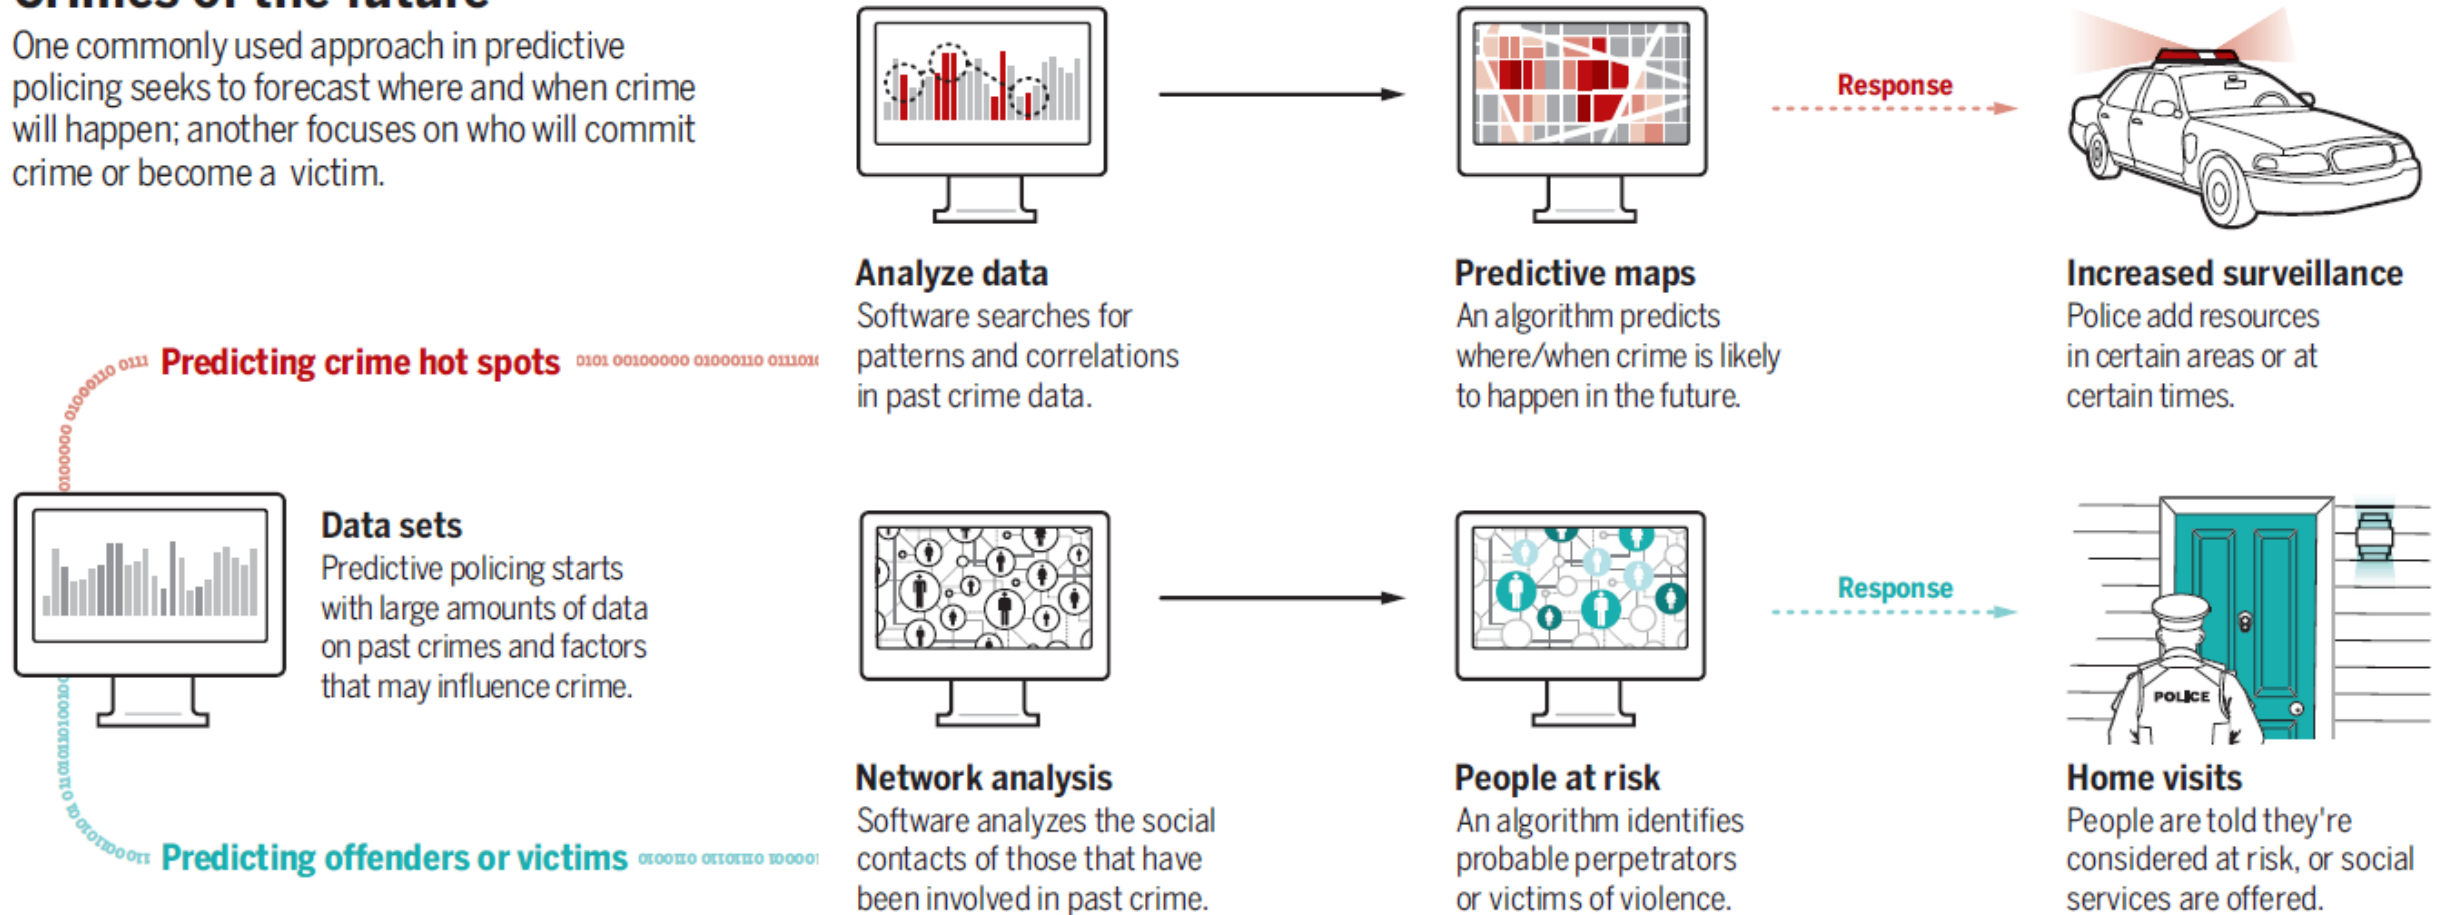 Crimes of the future
One commonly used approach in predictive
policing seeks to forecast where and when crime
will happen; another focuses on who will commit
crime or become a victim.
Predicting crime hot spots
Data sets
Predictive policing starts
with large amounts of data
on past crimes and factors
that may influence crime.
Predicting offenders or victims
Analyze data
Software searches for
patterns and correlations
in past crime data.
Predictive maps
An algorithm predicts
where/when crime is likely
to happen in the future.
Response
Increased surveillance
Police add resources
in certain areas or at
certain times.
Network analysis
Software analyzes the social
contacts of those that have
been involved in past crime.
People at risk
An algorithm identifies
probable perpetrators
or victims of violence.
Response
POLICE
Home visits
People are told they're
considered at risk, or social
services are offered.